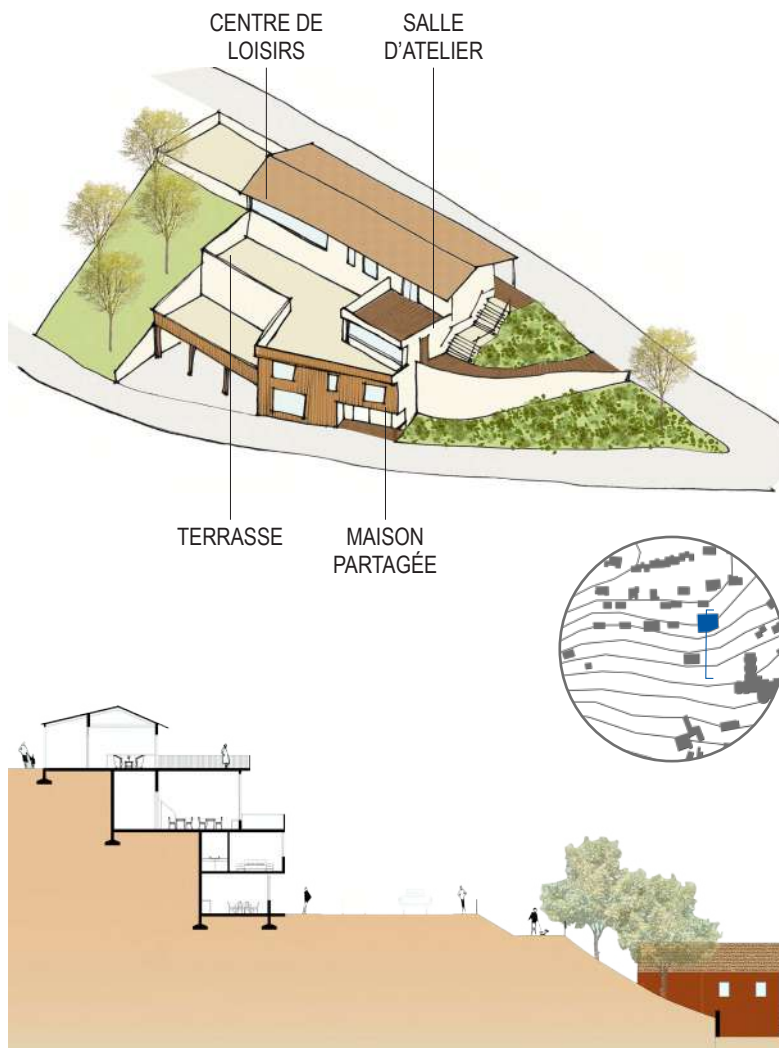 CENTRE DE
LOISIRS
SALLE
D'ATELIER
TERRASSE
MAISON
PARTAGÉE